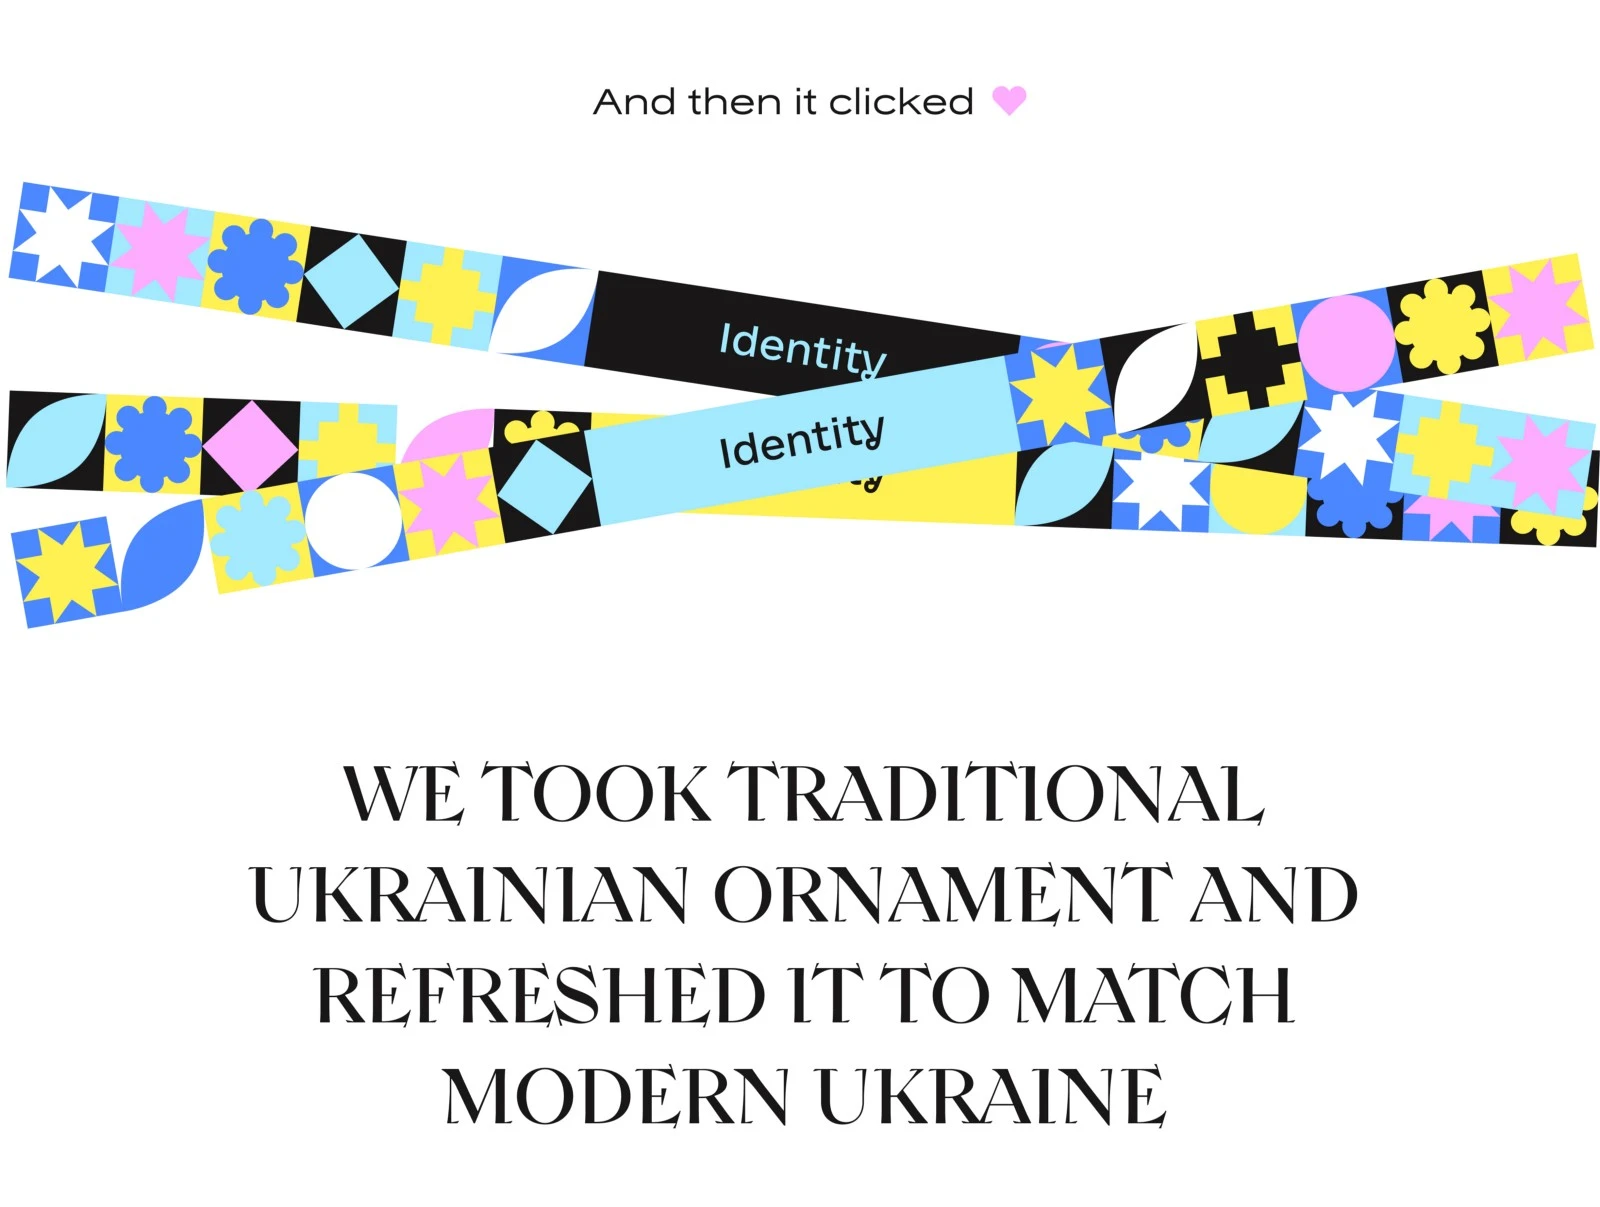 And then it clicked
Identity
Identity
WE TOOK TRADITIONAL
UKRAINIAN ORNAMENT AND
REFRESHED IT TO MATCH
MODERN UKRAINE